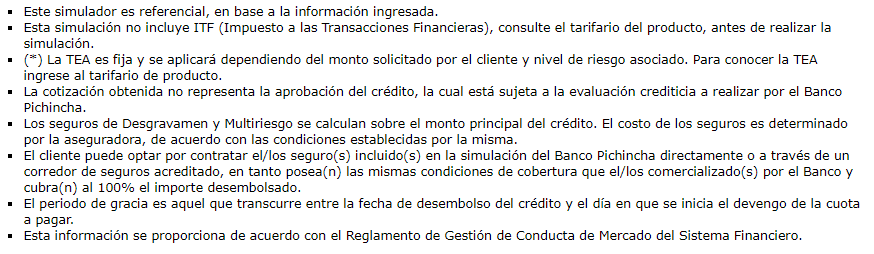 Este simulador es referencial, en base a la información ingresada.
Esta simulación no incluye ITF (Impuesto a las Transacciones Financieras), consulte el tarifario del producto, antes de realizar la
simulación.
(*) La TEA es fija y se aplicará dependiendo del monto solicitado por el cliente y nivel de riesgo asociado. Para conocer la TEA
ingrese al tarifario de producto.
La cotización obtenida no representa la aprobación del crédito, la cual está sujeta a la evaluación crediticia a realizar por el Banco
Pichincha.
Los seguros de Desgravamen y Multiriesgo se calculan sobre el monto principal del crédito. El costo de los seguros es determinado
por la aseguradora, de acuerdo con las condiciones establecidas por la misma.
El cliente puede optar por contratar el/los seguro(s) incluido(s) en la simulación del Banco Pichincha directamente o a través de un
corredor de seguros acreditado, en tanto posea(n) las mismas condiciones de cobertura que el/los comercializado(s) por el Banco y
cubra(n) al 100% el importe desembolsado.
El periodo de gracia es aquel que transcurre entre la fecha de desembolso del crédito y el día en que se inicia el devengo de la cuota
a pagar.
Esta información se proporciona de acuerdo con el Reglamento de Gestión de Conducta de Mercado del Sistema Financiero.